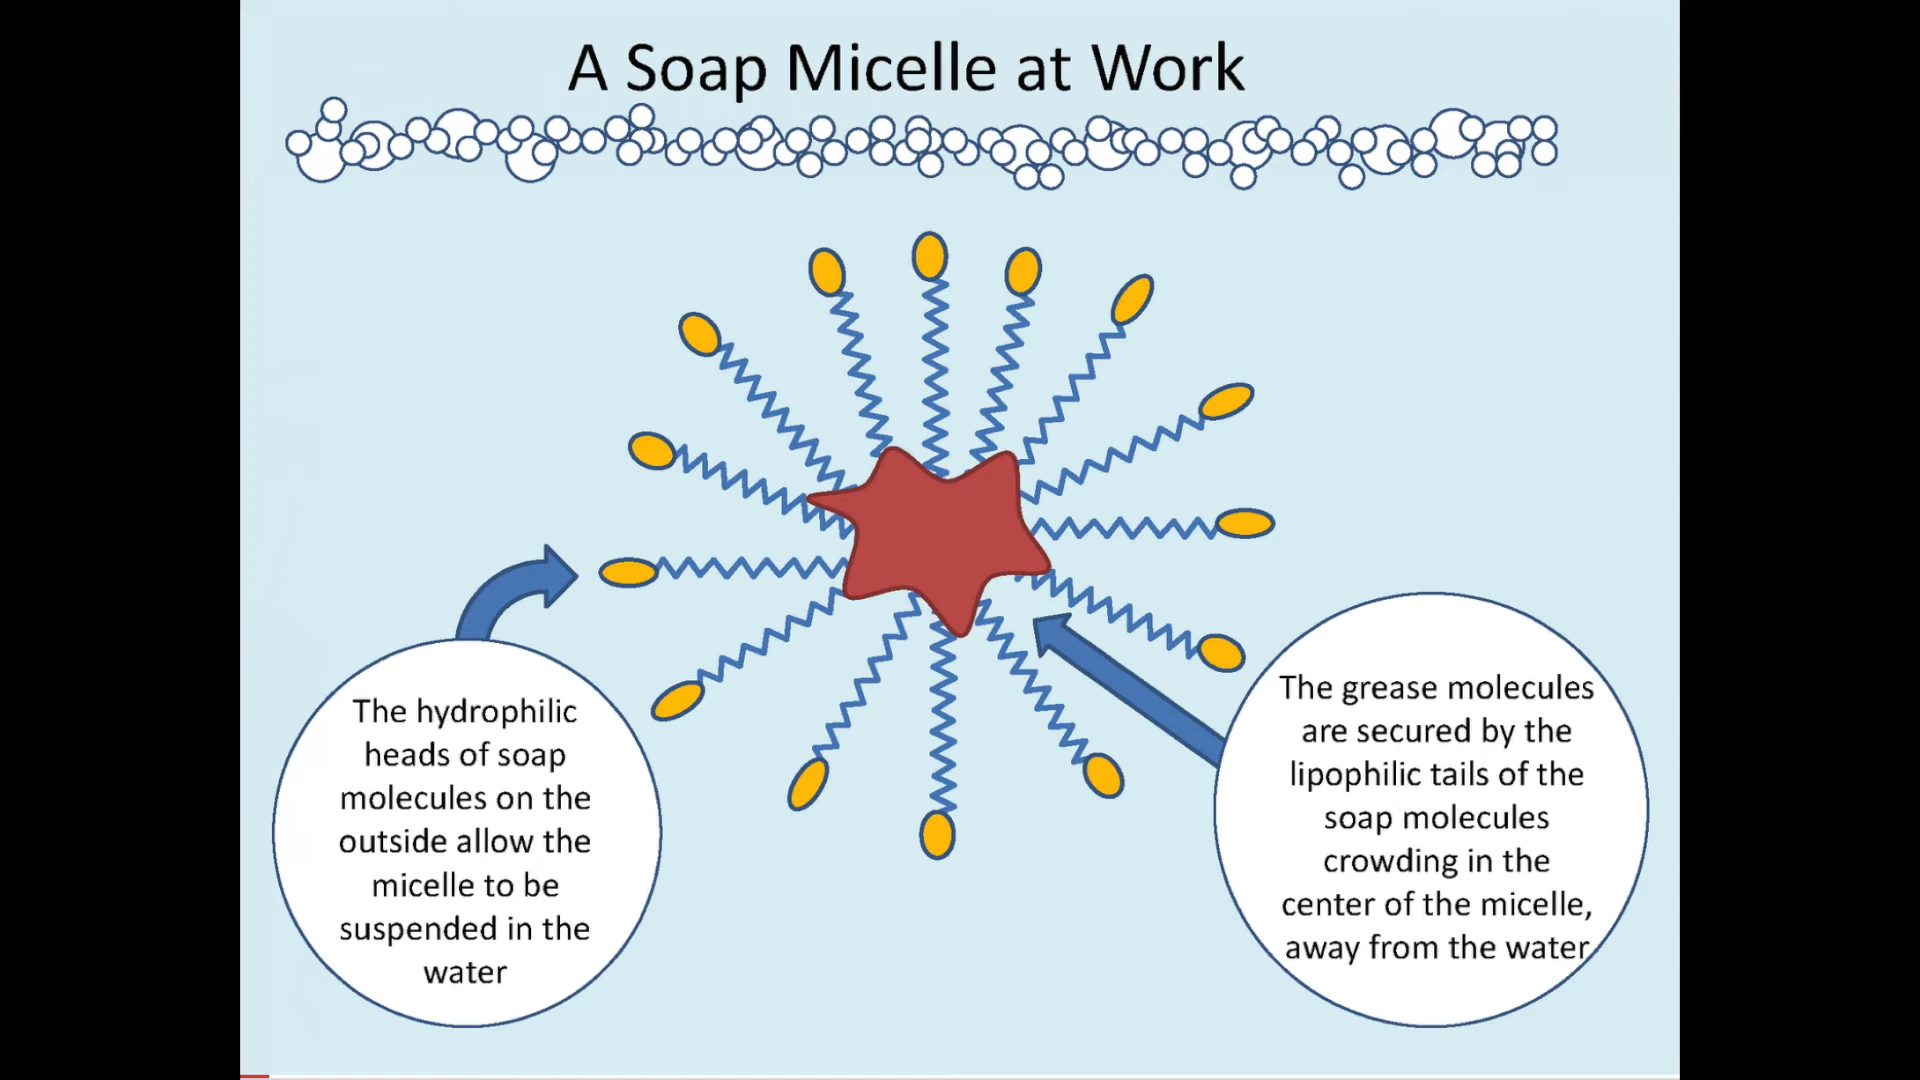 A Soap Micelle at Work
The hydrophilic
heads of soap
molecules on the
outside allow the
micelle to be
suspended in the
water
The grease molecules
are secured by the
lipophilic tails of the
soap molecules
crowding in the
center of the micelle,
away from the water